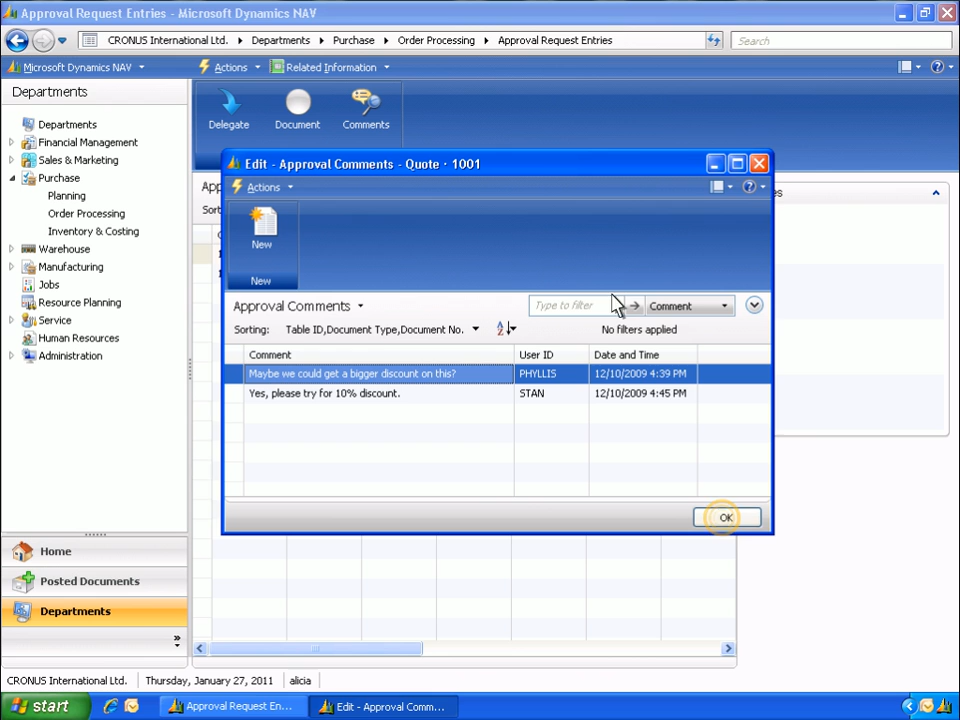 Approval Request Entries - Microsoft Dynamics NAV
CRONUS International Ltd. Departments Purchase Order Processing Approval Request Entries Search
Microsoft Dynamics NAV Actions Related Information
Departments
Delegate Document Comments
Departments
Financial Management
Sales & Marketing
Purchase
Planning
Order Processing
Inventory & Costing
Warehouse
Manufacturing
Jobs
Resource Planning
Service
Human Resources
Administration
Edit - Approval Comments - Quote · 1001
Actions
New
New
Approval Comments Type to filter Comment
Sorting: Table ID,Document Type,Document No. No filters applied
Comment User ID Date and Time
Maybe we could get a bigger discount on this? PHYLLIS 12/10/2009 4:39 PM
Yes, please try for 10% discount. STAN 12/10/2009 4:45 PM
OK
Home
Posted Documents
Departments
CRONUS International Ltd. Thursday, January 27, 2011 alicia
start Approval Request En... Edit - Approval Comm...